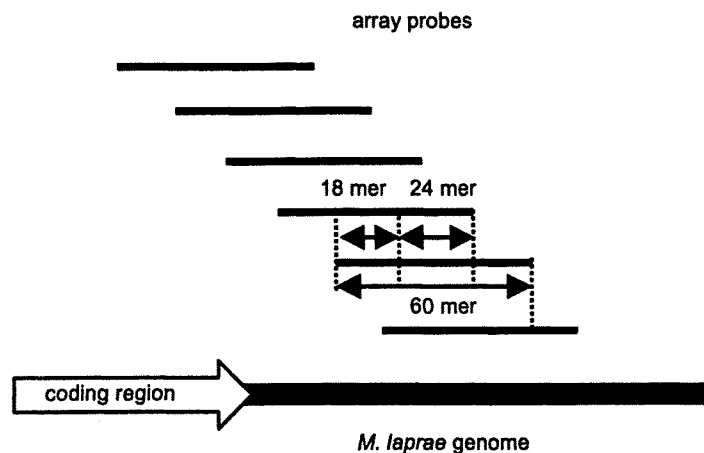 array probes
18 mer 24 mer
60 mer
coding region
M. laprae genome